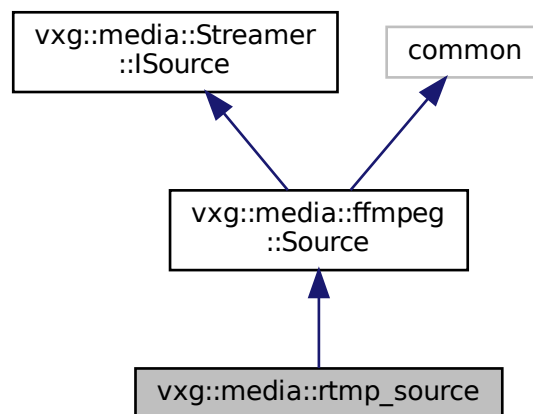 vxg::media::Streamer
::ISource
common
vxg::media::ffmpeg
::Source
vxg::media::rtmp_source